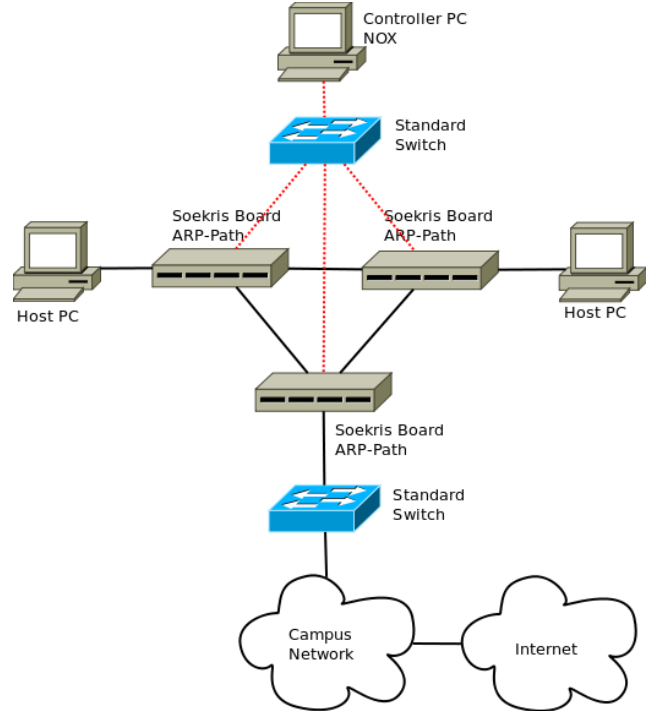 Controller PC
NOX
Standard
Switch
Soekris Board
ARP-Path
Soekris Board
ARP-Path
Host PC
Host PC
Soekris Board
ARP-Path
Standard
Switch
Campus
Network
Internet